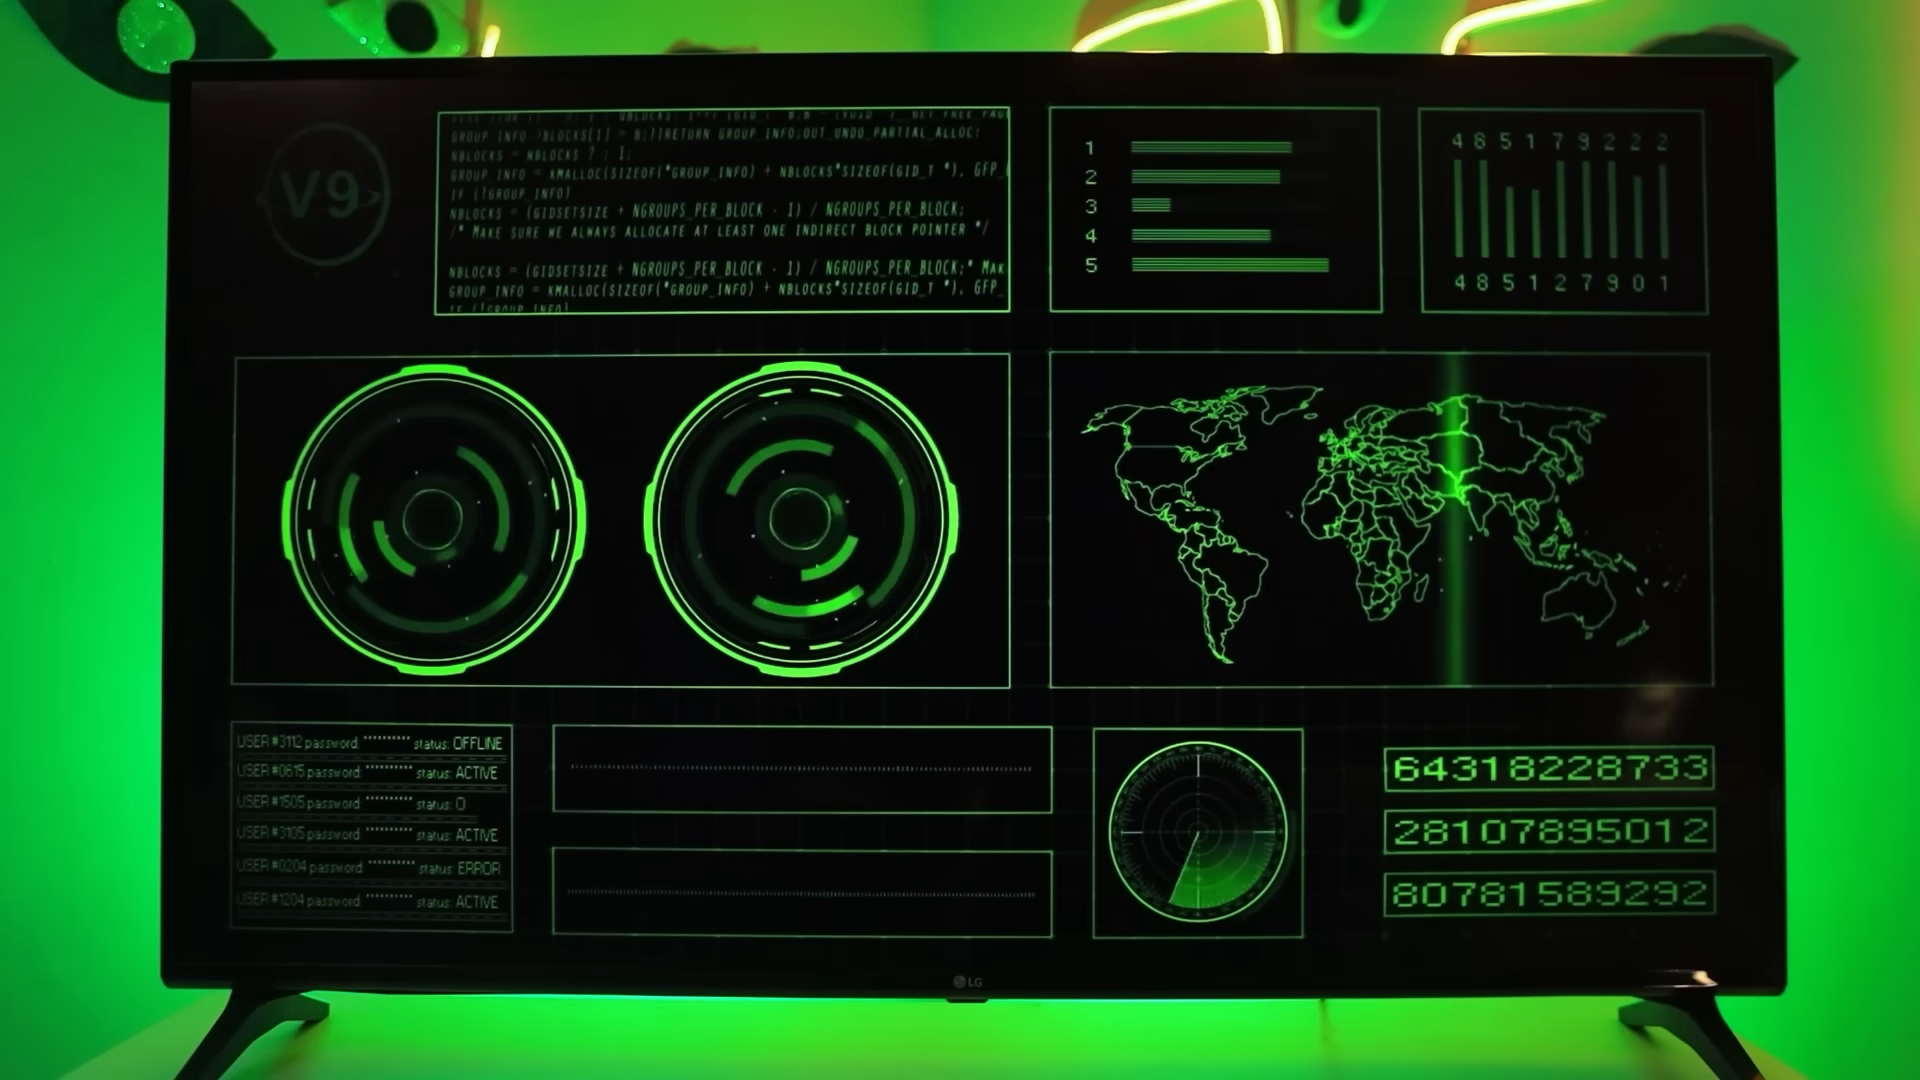 V9
GROUP_INFO->BLOCKS[I] = B;}]RETURN GROUP_INFO;OUT_UNDO_PARTIAL_ALLOC:
NBLOCKS = NBLOCKS ? : 1;
GROUP_INFO = KMALLOC(SIZEOF(*GROUP_INFO) + NBLOCKS*SIZEOF(GID_T *), GFP_
IF (!GROUP_INFO)
NBLOCKS = (GIDSETSIZE + NGROUPS_PER_BLOCK - 1) / NGROUPS_PER_BLOCK;
/* MAKE SURE WE ALWAYS ALLOCATE AT LEAST ONE INDIRECT BLOCK POINTER */
NBLOCKS = (GIDSETSIZE + NGROUPS_PER_BLOCK - 1) / NGROUPS_PER_BLOCK;* MAK
GROUP_INFO = KMALLOC(SIZEOF(*GROUP_INFO) + NBLOCKS*SIZEOF(GID_T *), GFP_
IF (!GROUP_INFO)
1
2
3
4
5
4 8 5 1 7 9 2 2 2
4 8 5 1 2 7 9 0 1
USER #3112 password: ********** status: OFFLINE
USER #0615 password: ********** status: ACTIVE
USER #1505 password: ********** status: O
USER #3105 password: ********** status: ACTIVE
USER #0204 password: ********** status: ERROR
USER #1204 password: ********** status: ACTIVE
64318228733
28107895012
80781589292
LG